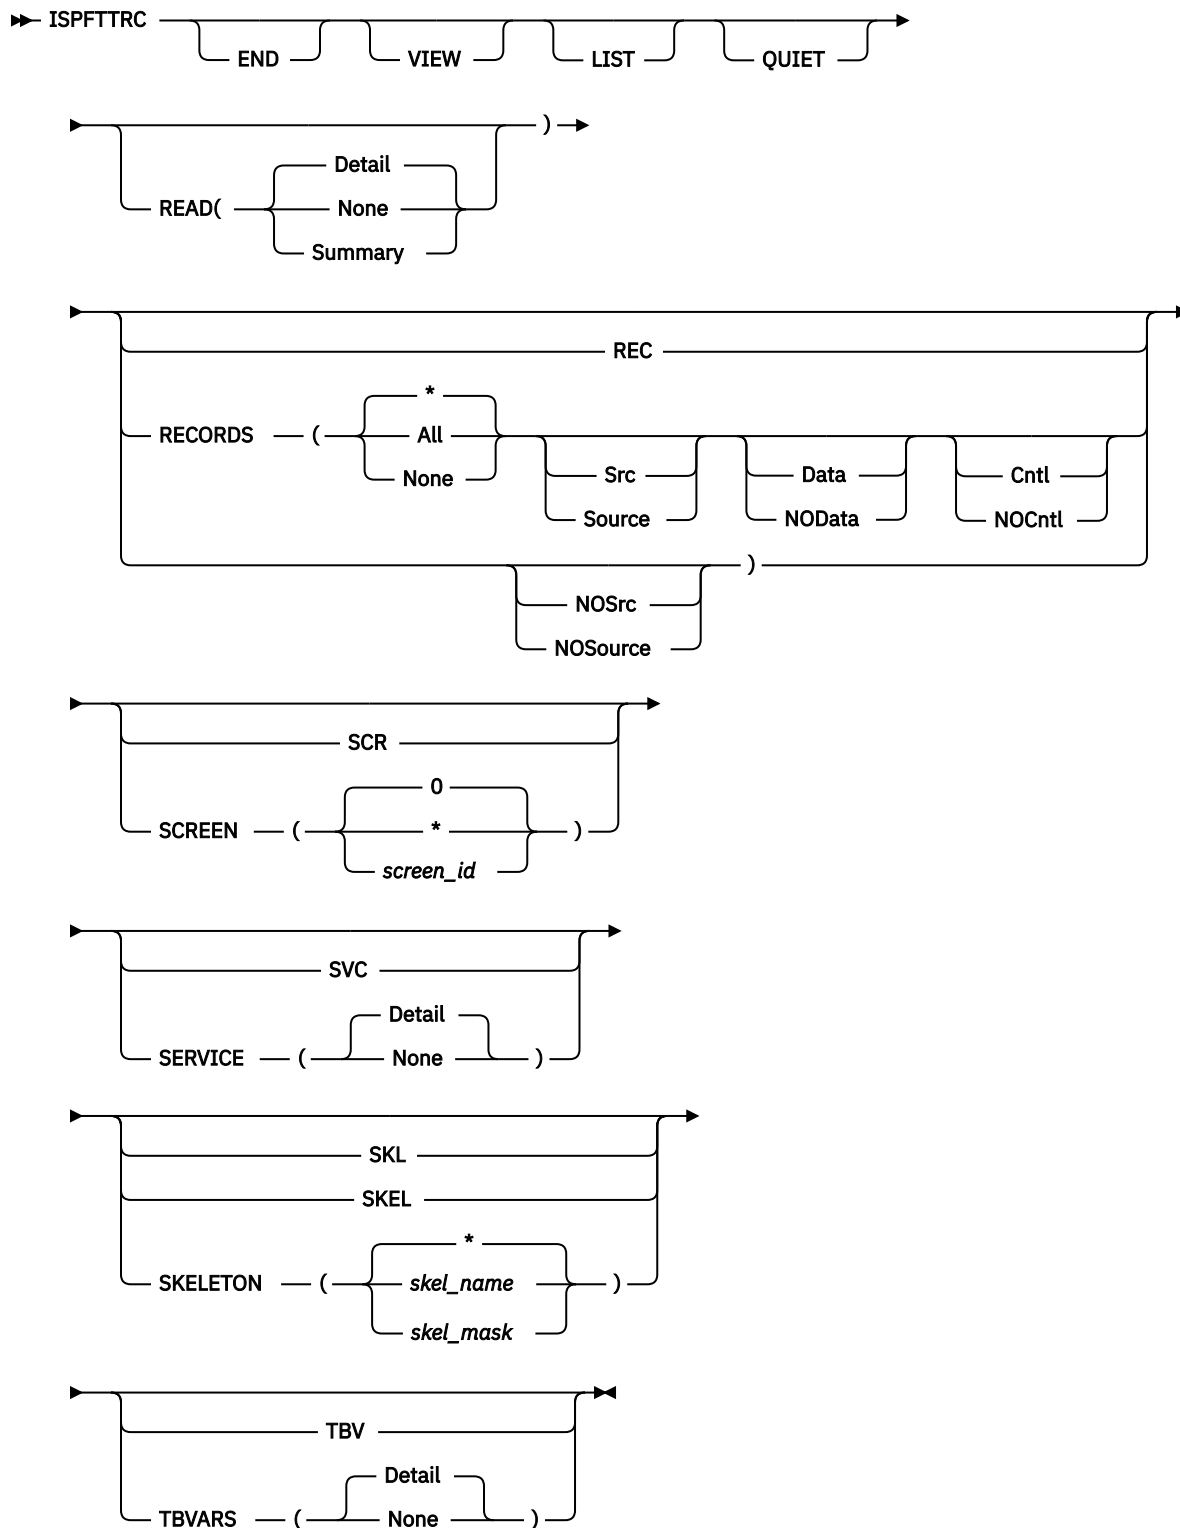 ISPFTTRC
END VIEW LIST QUIET
)
Detail
READ( None
Summary
REC
*
RECORDS ( All
None
Src Data Cntl
Source NOData NOCntl
)
NOSrc
NOSource
SCR
0
SCREEN ( * )
screen_id
SVC
Detail
SERVICE ( None )
SKL
SKEL
*
SKELETON ( skel_name )
skel_mask
TBV
Detail
TBVARS ( None )